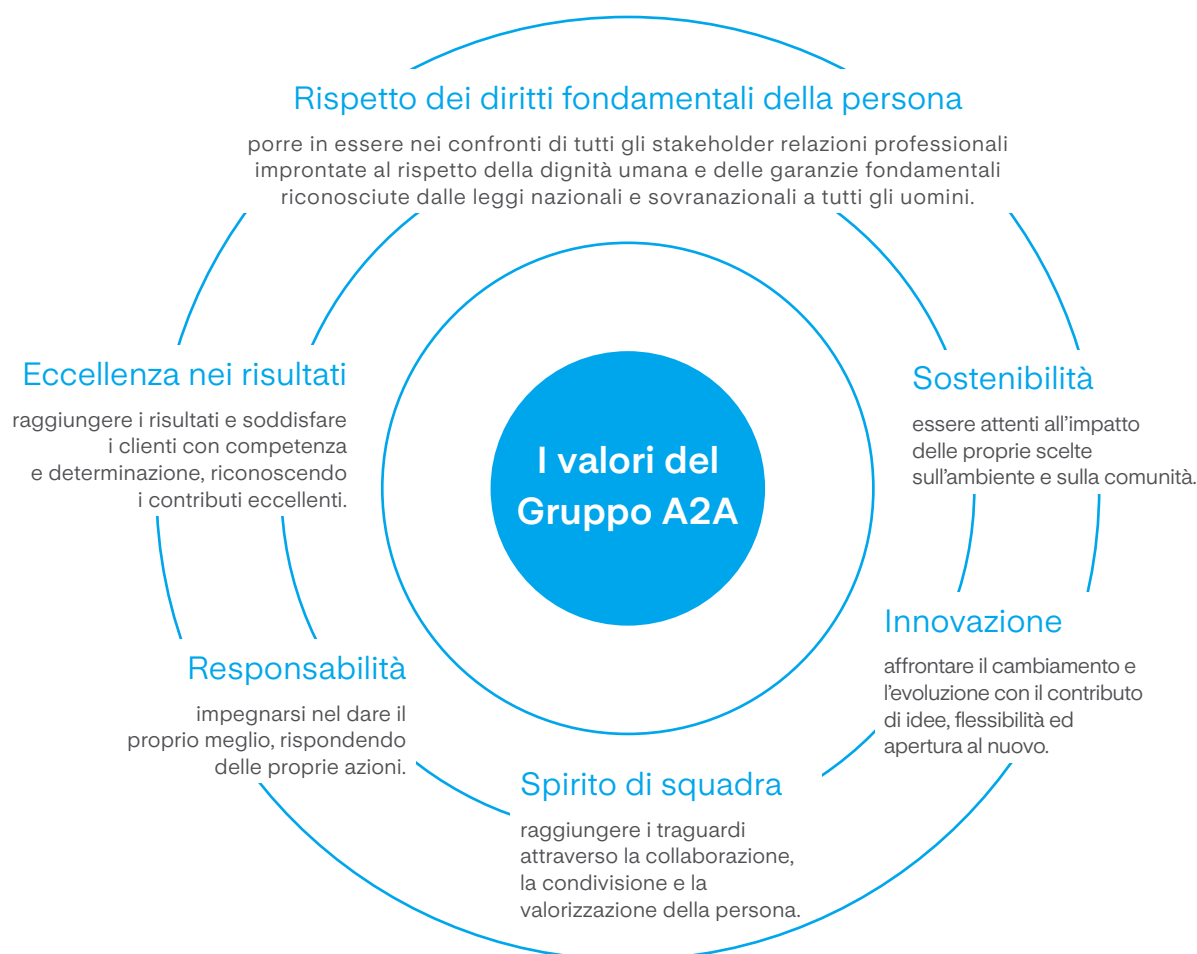 Rispetto dei diritti fondamentali della persona
porre in essere nei confronti di tutti gli stakeholder relazioni professionali
improntate al rispetto della dignità umana e delle garanzie fondamentali
riconosciute dalle leggi nazionali e sovranazionali a tutti gli uomini.
Eccellenza nei risultati
raggiungere i risultati e soddisfare
i clienti con competenza
e determinazione, riconoscendo
i contributi eccellenti.
I valori del
Gruppo A2A
Sostenibilità
essere attenti all’impatto
delle proprie scelte
sull’ambiente e sulla comunità.
Innovazione
affrontare il cambiamento e
l’evoluzione con il contributo
di idee, flessibilità ed
apertura al nuovo.
Responsabilità
impegnarsi nel dare il
proprio meglio, rispondendo
delle proprie azioni.
Spirito di squadra
raggiungere i traguardi
attraverso la collaborazione,
la condivisione e la
valorizzazione della persona.